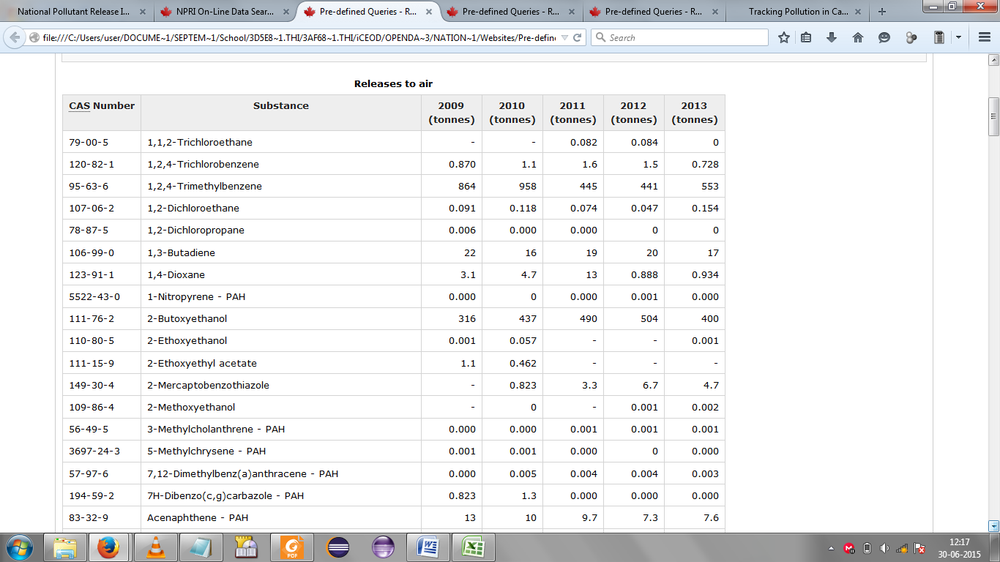 National Pollutant Release I...
NPRI On-Line Data Sear...
Pre-defined Queries - R...
Pre-defined Queries - R...
Pre-defined Queries - R...
Tracking Pollution in Ca...
file:///C:/Users/user/DOCUME~1/SEPTEM~1/School/3D5E8~1.THI/3AF68~1.THI/iCEOD/OPENDA~3/NATION~1/Websites/Pre-define
Search
Releases to air
CAS Number Substance 2009 (tonnes) 2010 (tonnes) 2011 (tonnes) 2012 (tonnes) 2013 (tonnes)
79-00-5 1,1,2-Trichloroethane - - 0.082 0.084 0
120-82-1 1,2,4-Trichlorobenzene 0.870 1.1 1.6 1.5 0.728
95-63-6 1,2,4-Trimethylbenzene 864 958 445 441 553
107-06-2 1,2-Dichloroethane 0.091 0.118 0.074 0.047 0.154
78-87-5 1,2-Dichloropropane 0.006 0.000 0.000 0 0
106-99-0 1,3-Butadiene 22 16 19 20 17
123-91-1 1,4-Dioxane 3.1 4.7 13 0.888 0.934
5522-43-0 1-Nitropyrene - PAH 0.000 0 0.000 0.001 0.000
111-76-2 2-Butoxyethanol 316 437 490 504 400
110-80-5 2-Ethoxyethanol 0.001 0.057 - - 0.001
111-15-9 2-Ethoxyethyl acetate 1.1 0.462 - - -
149-30-4 2-Mercaptobenzothiazole - 0.823 3.3 6.7 4.7
109-86-4 2-Methoxyethanol - 0 - 0.001 0.002
56-49-5 3-Methylcholanthrene - PAH 0.000 0.000 0.001 0.001 0.001
3697-24-3 5-Methylchrysene - PAH 0.001 0.001 0.000 0 0.000
57-97-6 7,12-Dimethylbenz(a)anthracene - PAH 0.000 0.005 0.004 0.004 0.003
194-59-2 7H-Dibenzo(c,g)carbazole - PAH 0.823 1.3 0.000 0.000 0.000
83-32-9 Acenaphthene - PAH 13 10 9.7 7.3 7.6
PDF
12:17
30-06-2015